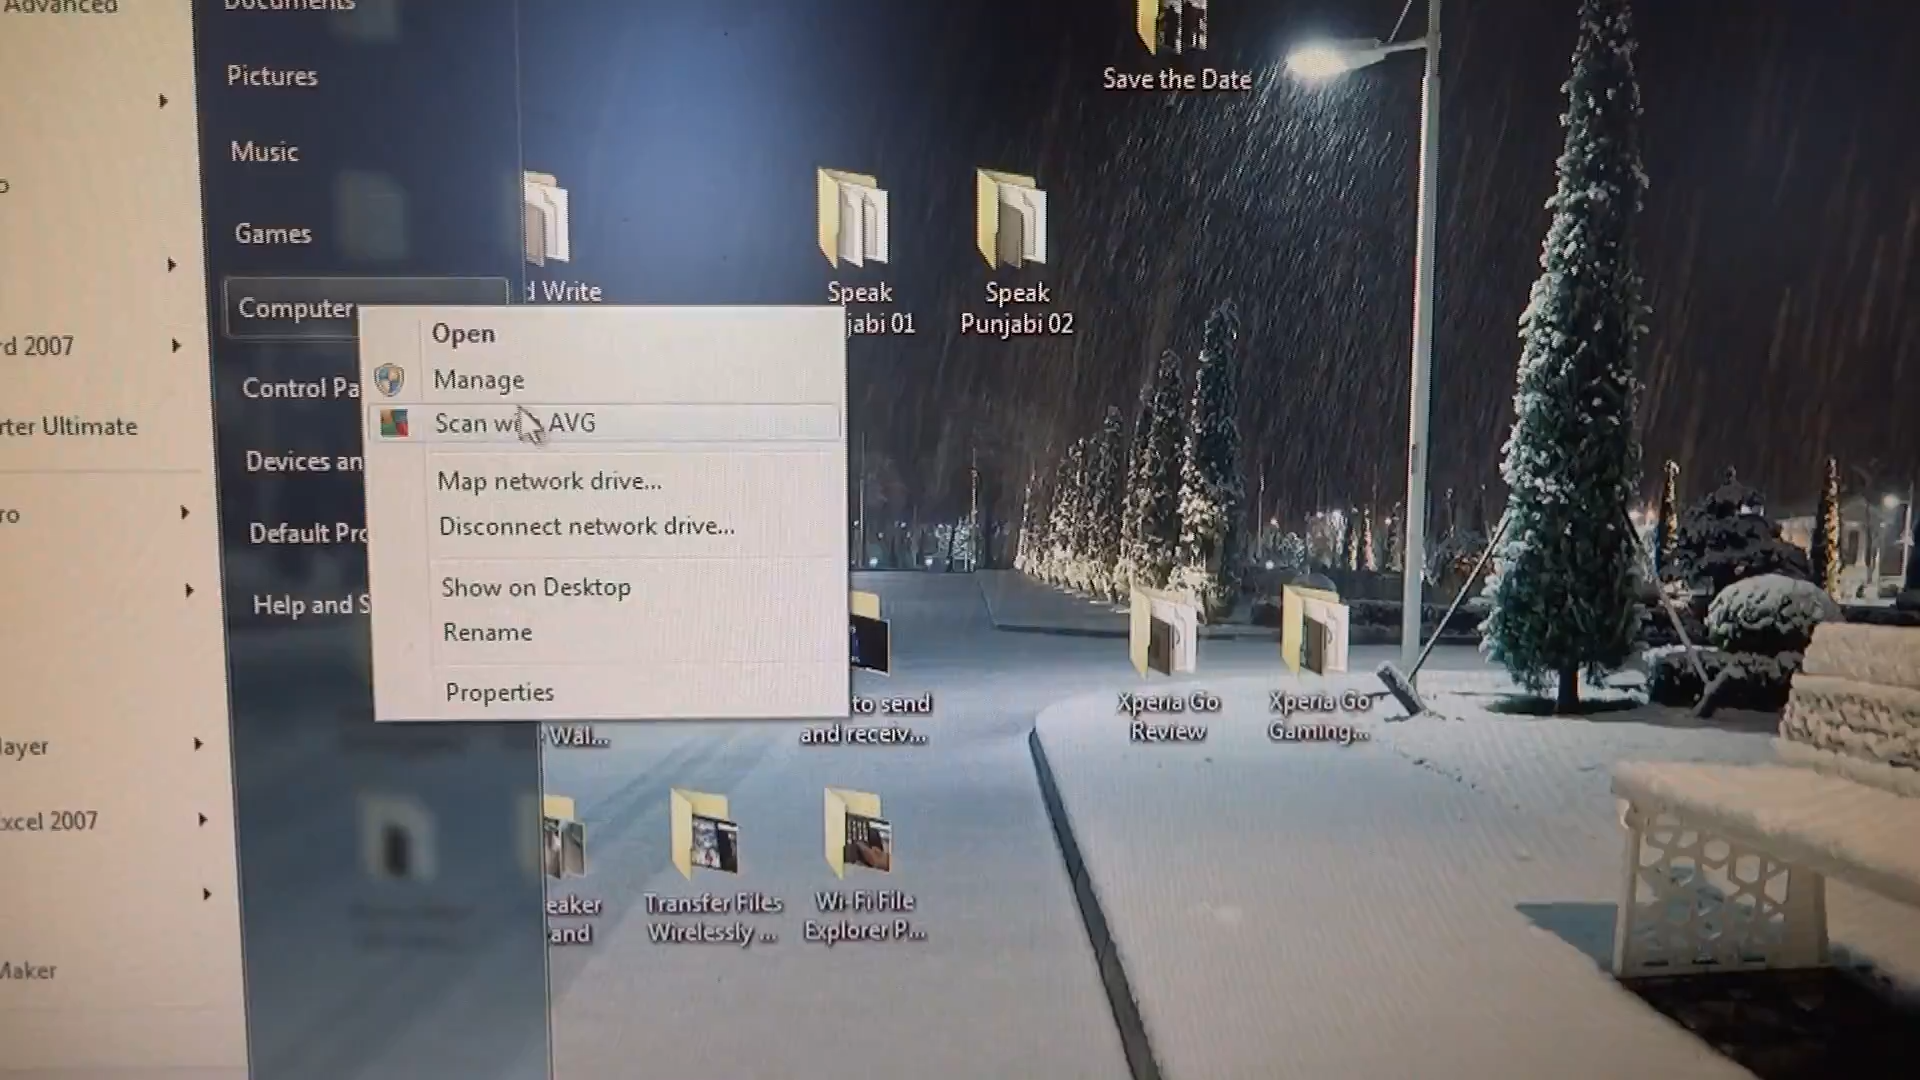 Advanced
rd 2007
rter Ultimate
ro
layer
xcel 2007
Maker
Documents
Pictures
Music
Games
Computer
Control Pa
Devices an
Default Pro
Help and S
Open
Manage
Scan wi AVG
Map network drive...
Disconnect network drive...
Show on Desktop
Rename
Properties
Save the Date
d Write
Speak
jabi 01
Speak
Punjabi 02
Wal...
to send
and receiv...
Xperia Go
Review
Xperia Go
Gaming...
eaker
and
Transfer Files
Wirelessly ...
Wi-Fi File
Explorer P...